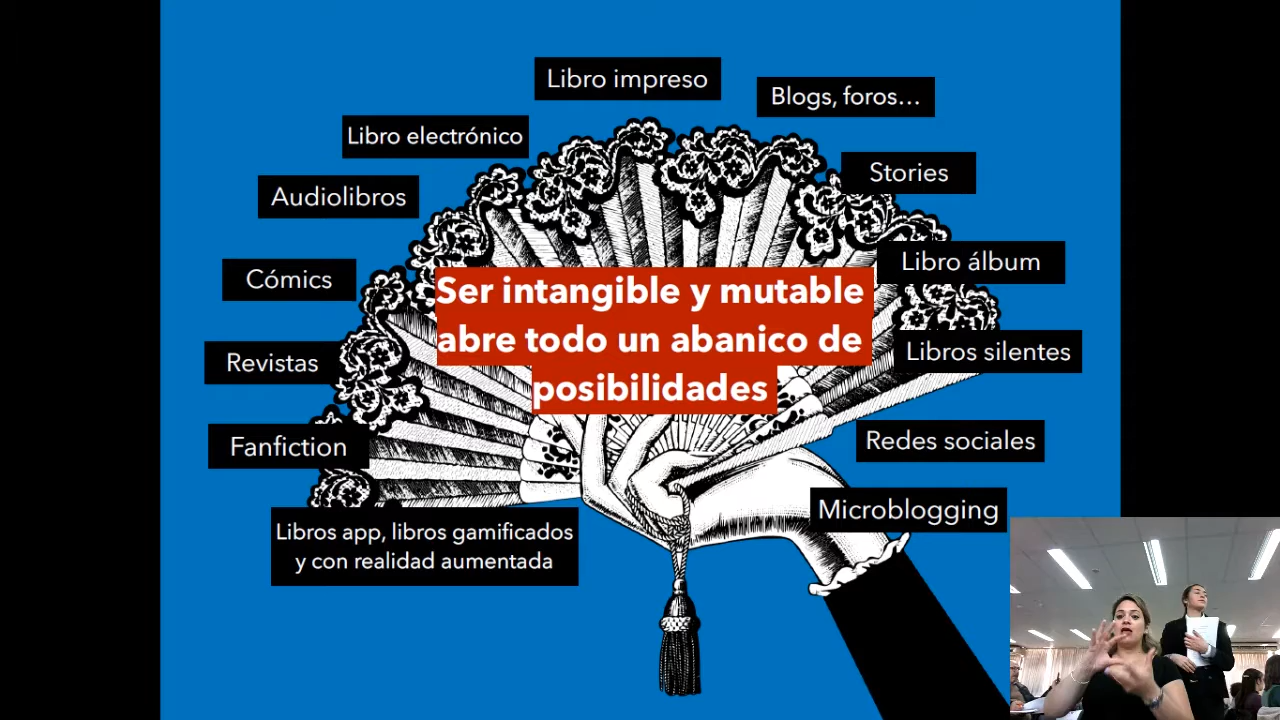 Libro impreso
Blogs, foros...
Libro electrónico
Stories
Audiolibros
Libro álbum
Cómics
Ser intangible y mutable
abre todo un abanico de
posibilidades
Libros silentes
Revistas
Redes sociales
Fanfiction
Microblogging
Libros app, libros gamificados
y con realidad aumentada